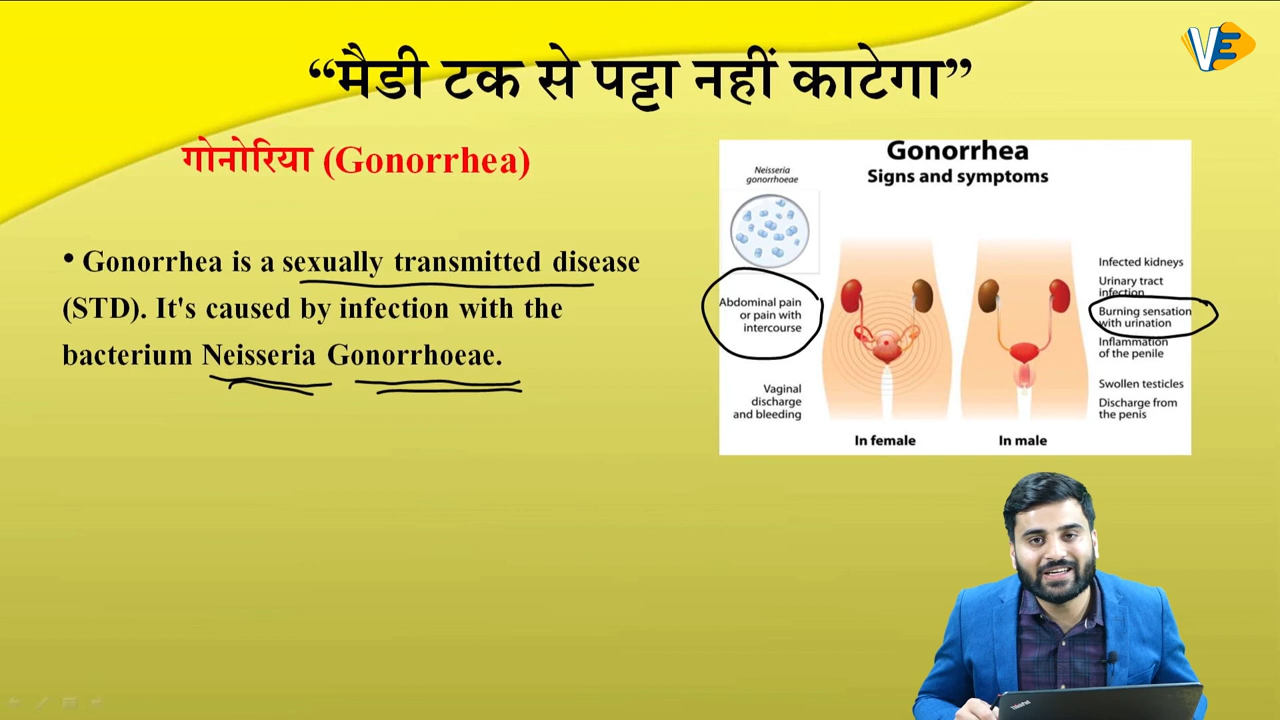 VE
“मैडी टक से पट्टा नहीं काटेगा”
गोनोरिया (Gonorrhea)
• Gonorrhea is a sexually transmitted disease
(STD). It's caused by infection with the
bacterium Neisseria Gonorrhoeae.
Gonorrhea
Signs and symptoms
Neisseria
gonorrhoeae
Abdominal pain
or pain with
intercourse
Vaginal
discharge
and bleeding
In female
In male
Infected kidneys
Urinary tract
infection
Burning sensation
with urination
Inflammation
of the penile
Swollen testicles
Discharge from
the penis
ThinkPad